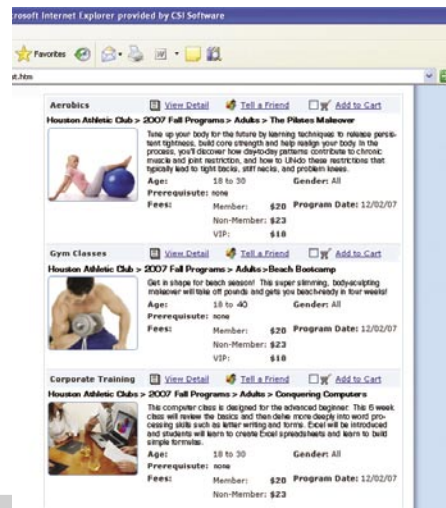 rosoft Internet Explorer provided by CSI Software
Favorites
t.htm
Aerobics View Detail Tell a Friend Add to Cart
Houston Athletic Club > 2007 Fall Programs > Adults > The Pilates Makeover
Tune up your body for the future by learning techniques to release persis-
tent tightness, build core strength and help realign your body. In the
process, you'll discover how day-to-day patterns contribute to chronic
muscle and joint restriction, and how to UNdo these restrictions that
typically lead to tight backs, stiff necks, and problem knees.
Age: 18 to 30 Gender: All
Prerequisute: none
Fees: Member: $20 Program Date: 12/02/07
Non-Member: $23
VIP: $18
Gym Classes View Detail Tell a Friend Add to Cart
Houston Athletic Club > 2007 Fall Programs > Adults >Beach Bootcamp
Get in shape for beach season! This super slimming, body-sculpting
makeover will take off pounds and gets you beach-ready in four weeks!
Age: 18 to 40 Gender: All
Prerequisute: none
Fees: Member: $20 Program Date: 12/02/07
Non-Member: $23
VIP: $18
Corporate Training View Detail Tell a Friend Add to Cart
Houston Athletic Clubs > 2007 Fall Programs > Adults > Conquering Computers
This computer class is designed for the advanced beginner. This 6 week
class will review the basics and then delve more deeply into word pro-
cessing skills such as letter writing and forms. Excel will be introduced
and students will learn to create Excel spreadsheets and learn to build
simple formulas.
Age: 18 to 30 Gender: All
Prerequisute: none
Fees: Member: $20 Program Date: 12/02/07
Non-Member: $23